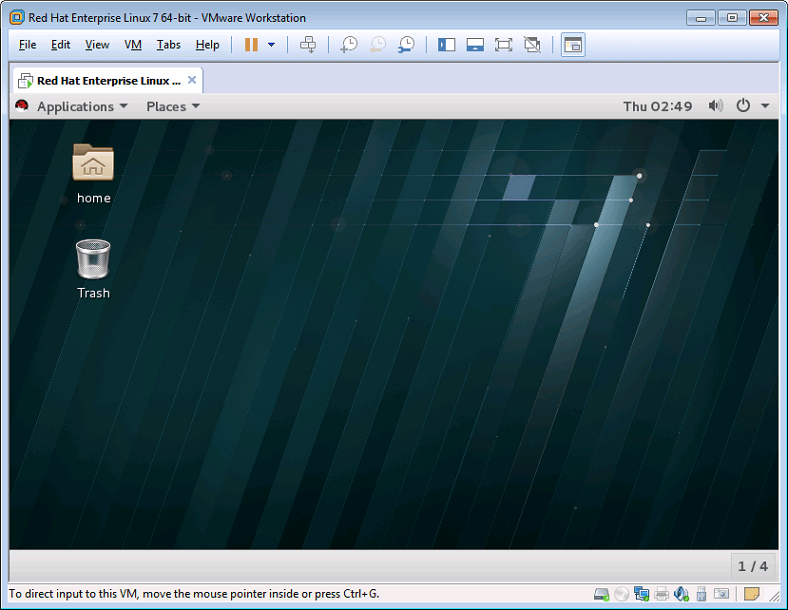 Red Hat Enterprise Linux 7 64-bit - VMware Workstation
File Edit View VM Tabs Help
Red Hat Enterprise Linux ...
Applications Places Thu 02:49
home
Trash
1 / 4
To direct input to this VM, move the mouse pointer inside or press Ctrl+G.